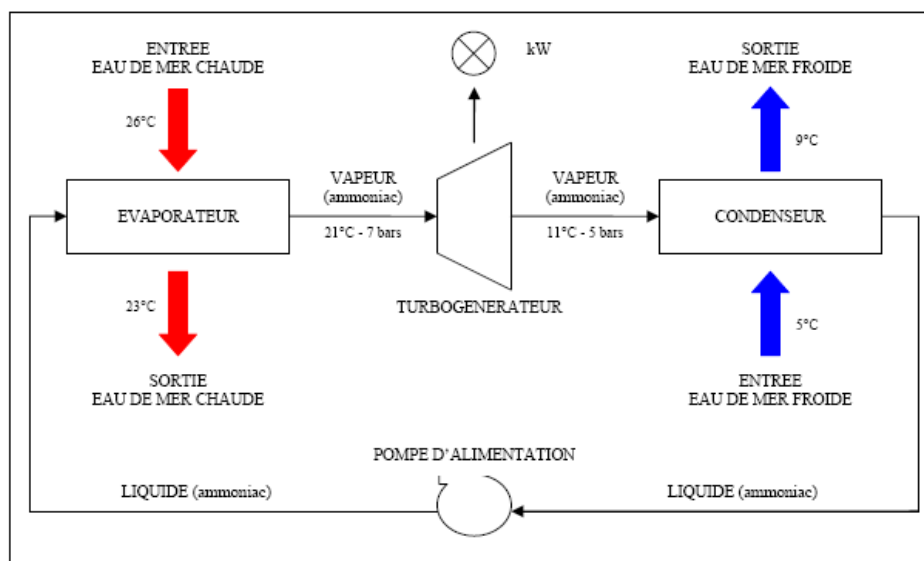 ENTREE
EAU DE MER CHAUDE
kW
SORTIE
EAU DE MER FROIDE
26°C
9°C
EVAPORATEUR
VAPEUR
(ammoniac)
21°C - 7 bars
VAPEUR
(ammoniac)
11°C - 5 bars
CONDENSEUR
23°C
TURBOGENERATEUR
5°C
SORTIE
EAU DE MER CHAUDE
ENTREE
EAU DE MER FROIDE
POMPE D'ALIMENTATION
LIQUIDE (ammoniac)
LIQUIDE (ammoniac)